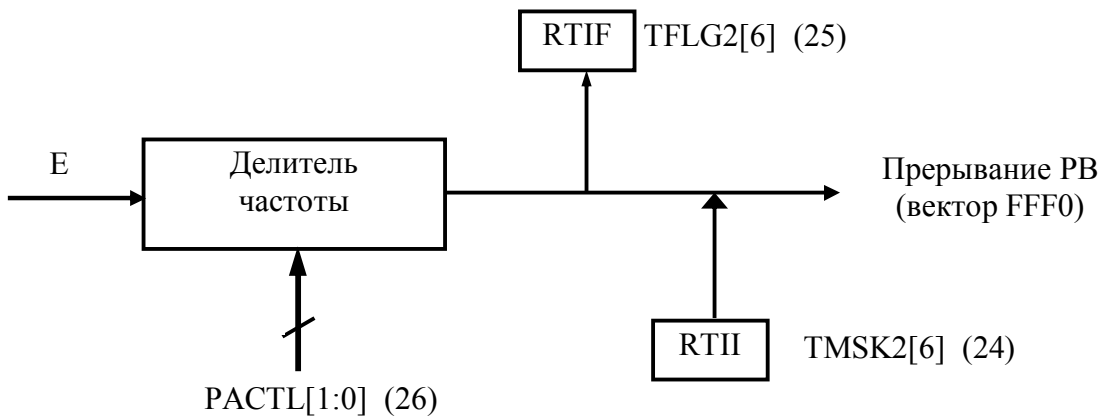 RTIF TFLG2[6] (25)
E
Делитель
частоты
Прерывание РВ
(вектор FFF0)
RTII TMSK2[6] (24)
PACTL[1:0] (26)